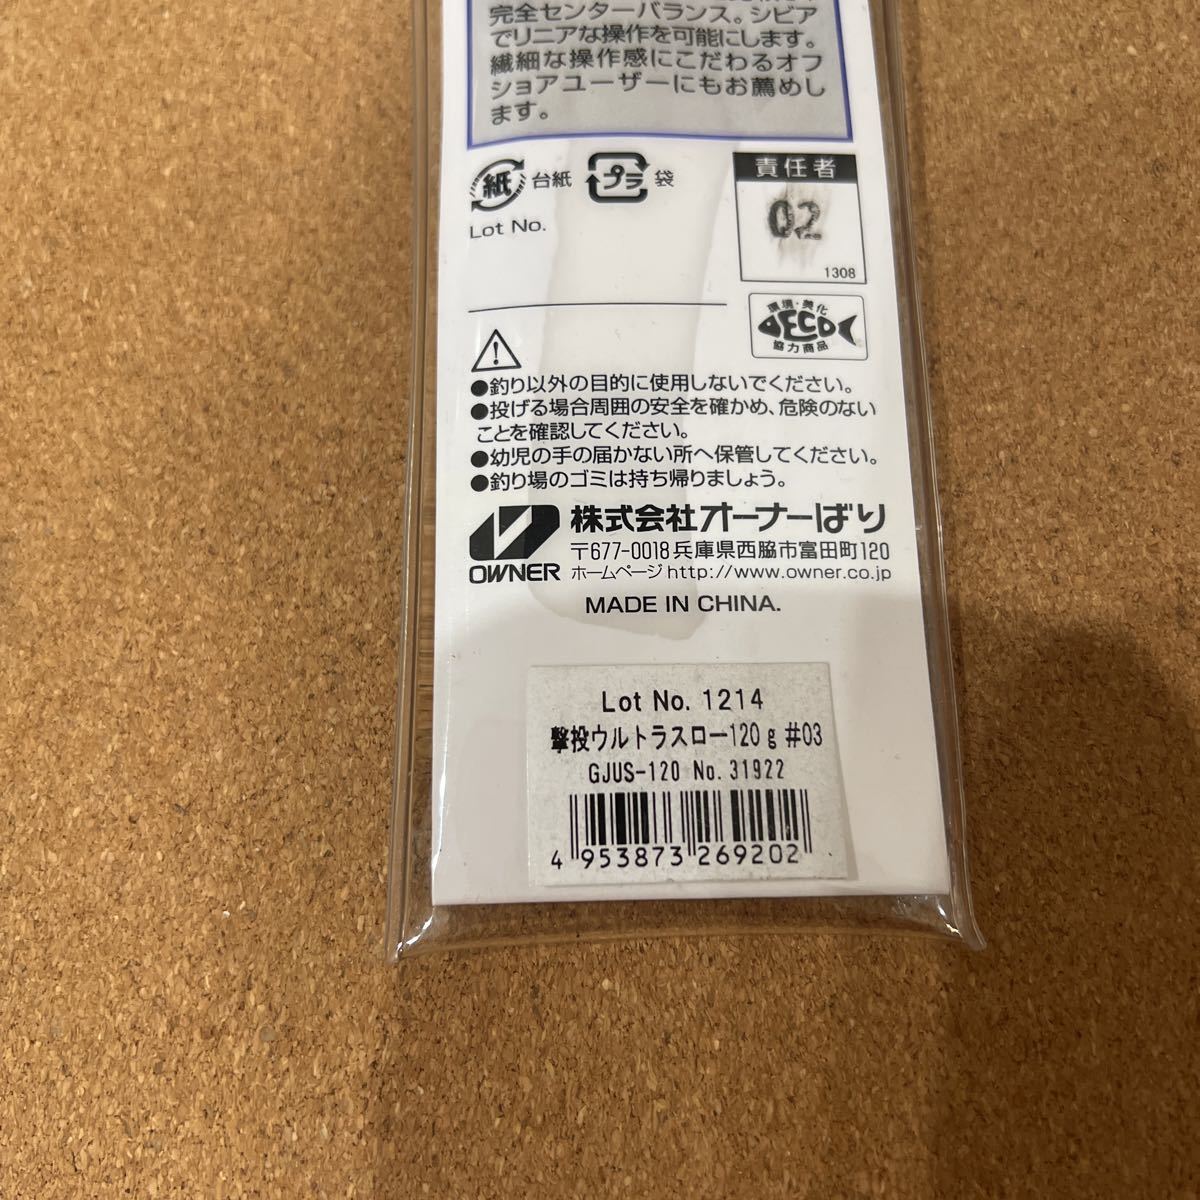 完全センターバランス。シビア
でリニアな操作を可能にします。
繊細な操作感にこだわるオフ
ショアユーザーにもお薦めし
ます。
紙 台紙 プラ 袋
責任者
02
1308
Lot No.
環境・美化
ECO
協力商品
●釣り以外の目的に使用しないでください。
●投げる場合周囲の安全を確かめ、危険のない
ことを確認してください。
●幼児の手の届かない所へ保管してください。
●釣り場のゴミは持ち帰りましょう。
株式会社オーナーばり
〒677-0018 兵庫県西脇市富田町120
OWNER ホームページ http://www.owner.co.jp
MADE IN CHINA.
Lot No. 1214
撃投ウルトラスロー120g #03
GJUS-120 No. 31922
4 953873 269202